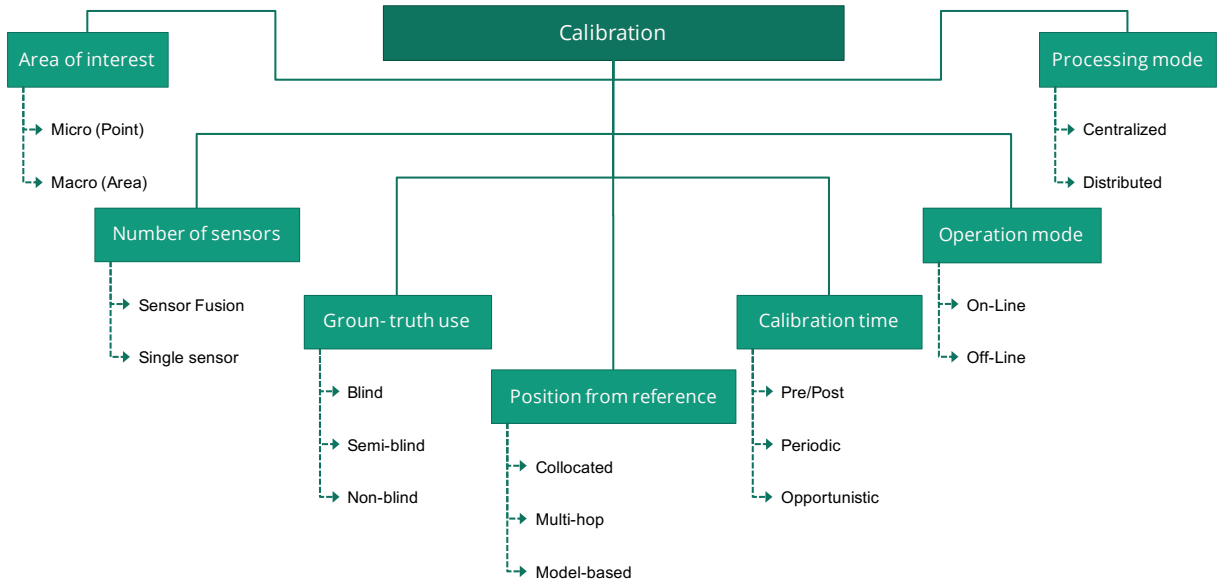 Calibration
Area of interest
Micro (Point)
Macro (Area)
Number of sensors
Sensor Fusion
Single sensor
Groun- truth use
Blind
Semi-blind
Non-blind
Position from reference
Collocated
Multi-hop
Model-based
Calibration time
Pre/Post
Periodic
Opportunistic
Operation mode
On-Line
Off-Line
Processing mode
Centralized
Distributed